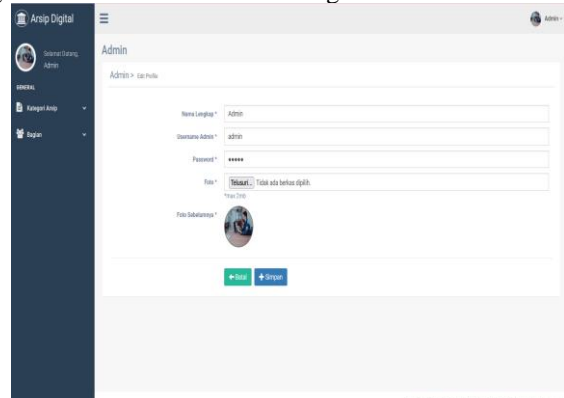 Arsip Digital
Admin
Selamat Datang,
Admin
GENERAL
Kategori Arsip
Bagian
Admin
Admin > Edit Profile
Nama Lengkap * Admin
Username Admin * admin
Password * •••••
Foto * Telusuri... Tidak ada berkas dipilih.
Foto Sebelumnya *
Batal Simpan